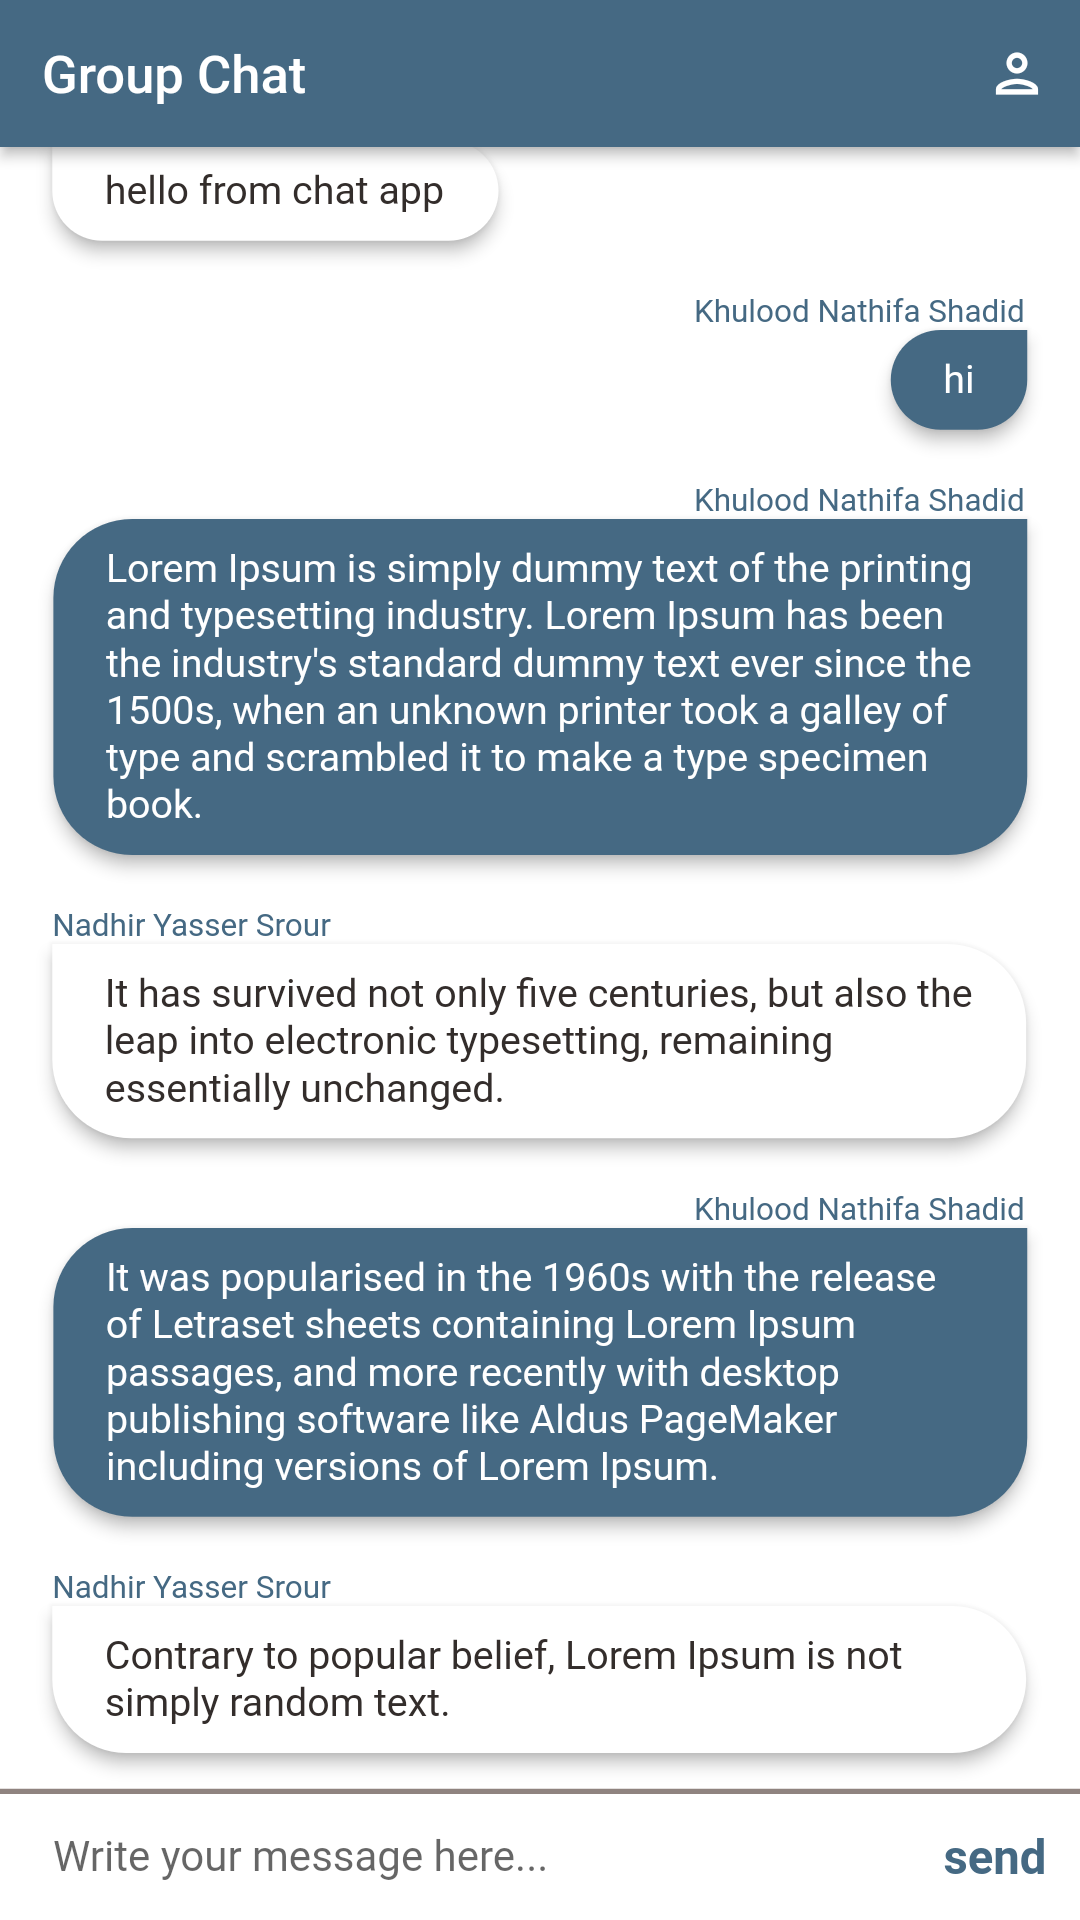 Group Chat
hello from chat app
Khulood Nathifa Shadid
hi
Khulood Nathifa Shadid
Lorem Ipsum is simply dummy text of the printing
and typesetting industry. Lorem Ipsum has been
the industry's standard dummy text ever since the
1500s, when an unknown printer took a galley of
type and scrambled it to make a type specimen
book.
Nadhir Yasser Srour
It has survived not only five centuries, but also the
leap into electronic typesetting, remaining
essentially unchanged.
Khulood Nathifa Shadid
It was popularised in the 1960s with the release
of Letraset sheets containing Lorem Ipsum
passages, and more recently with desktop
publishing software like Aldus PageMaker
including versions of Lorem Ipsum.
Nadhir Yasser Srour
Contrary to popular belief, Lorem Ipsum is not
simply random text.
Write your message here...
send